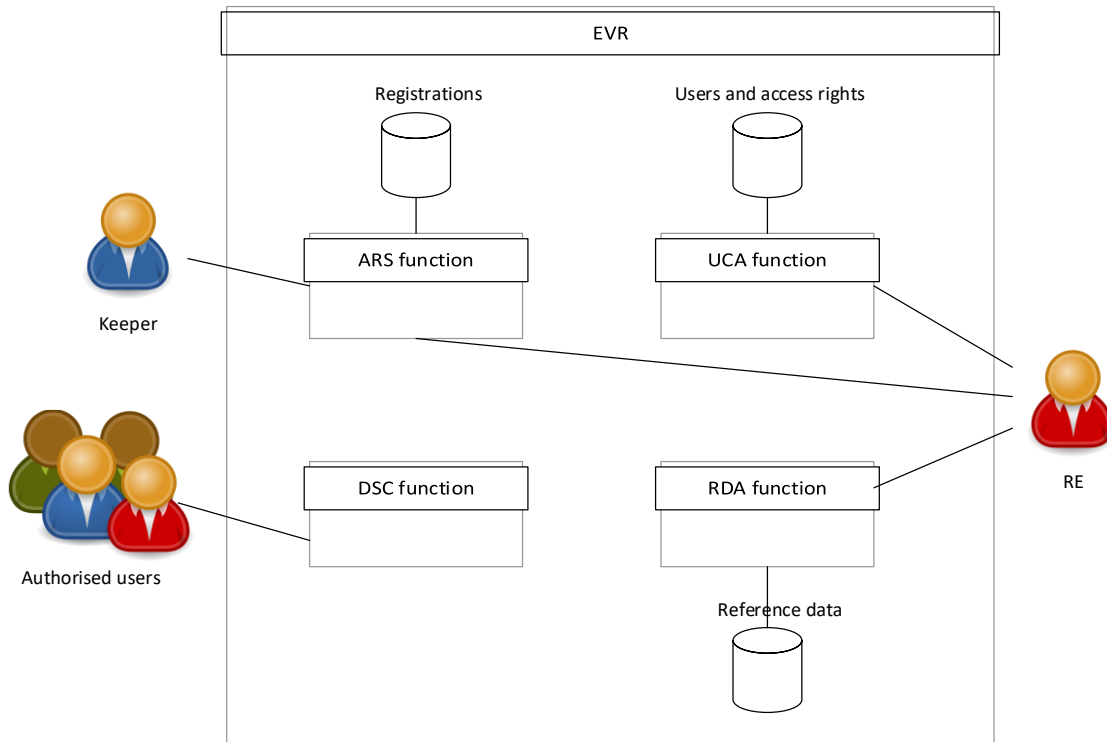 EVR
Registrations
Users and access rights
ARS function
UCA function
Keeper
DSC function
RDA function
RE
Authorised users
Reference data